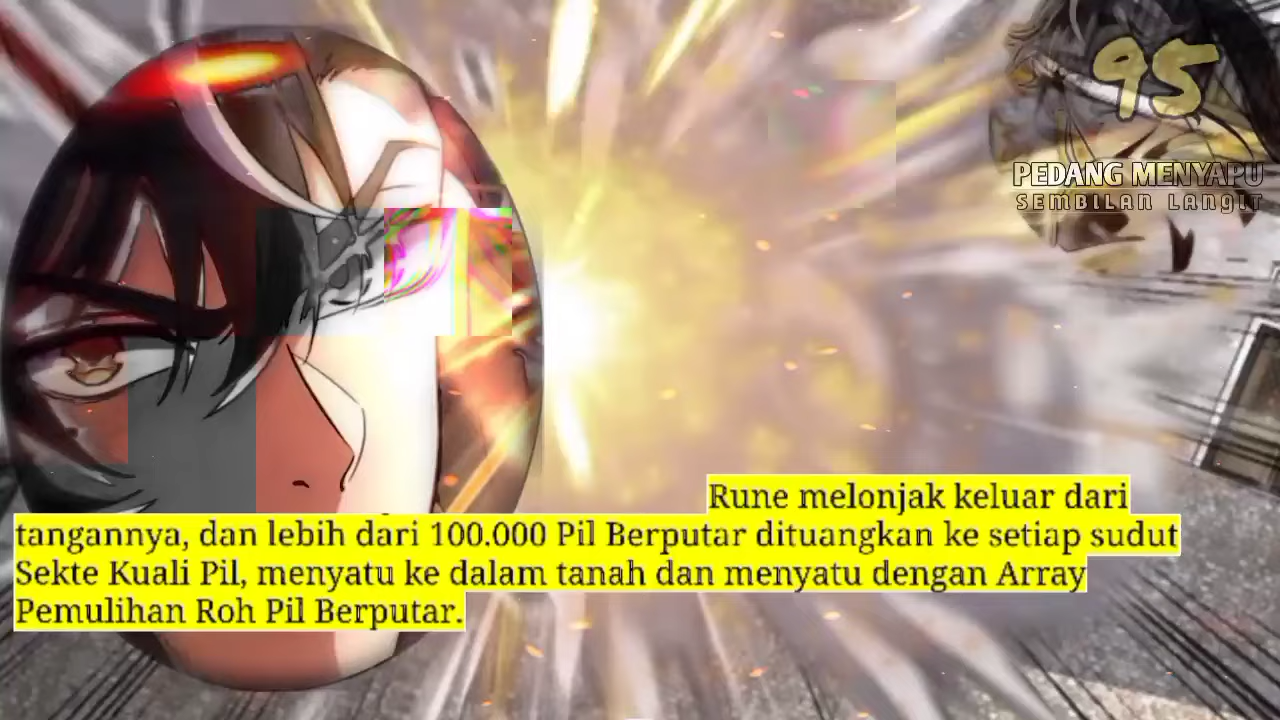 95
PEDANG MENYAPU
SEMBILAN LANGIT
Rune melonjak keluar dari
tangannya, dan lebih dari 100.000 Pil Berputar dituangkan ke setiap sudut
Sekte Kuali Pil, menyatu ke dalam tanah dan menyatu dengan Array
Pemulihan Roh Pil Berputar.